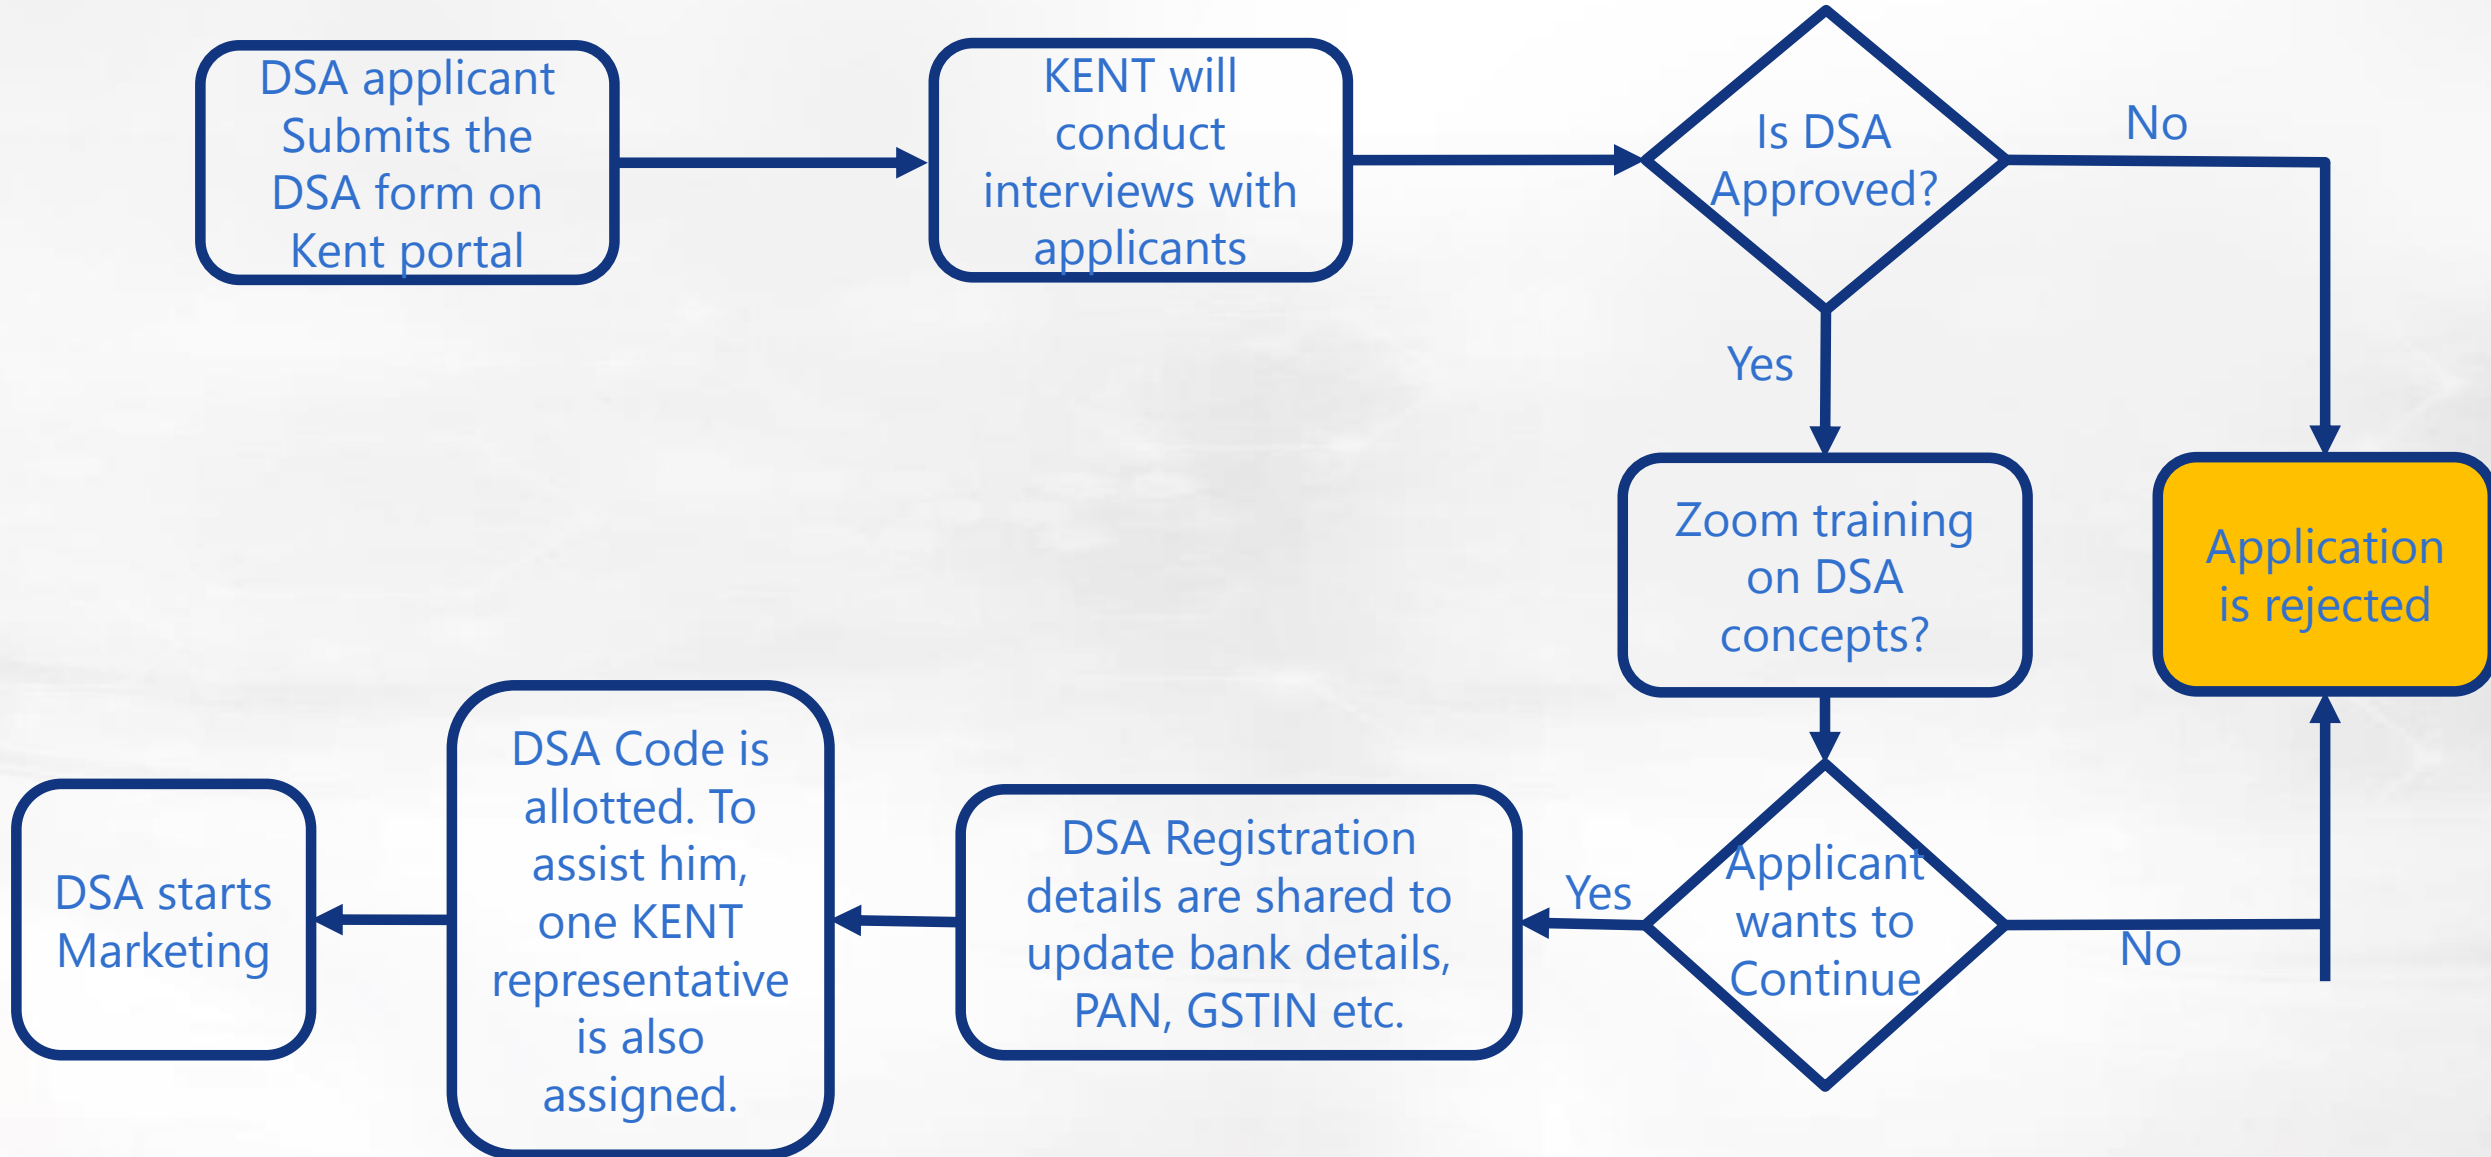 DSA applicant
Submits the
DSA form on
Kent portal
KENT will
conduct
interviews with
applicants
Is DSA
Approved?
No
Yes
Zoom training
on DSA
concepts?
Application
is rejected
Applicant
wants to
Continue
No
Yes
DSA Registration
details are shared to
update bank details,
PAN, GSTIN etc.
DSA Code is
allotted. To
assist him,
one KENT
representative
is also
assigned.
DSA starts
Marketing